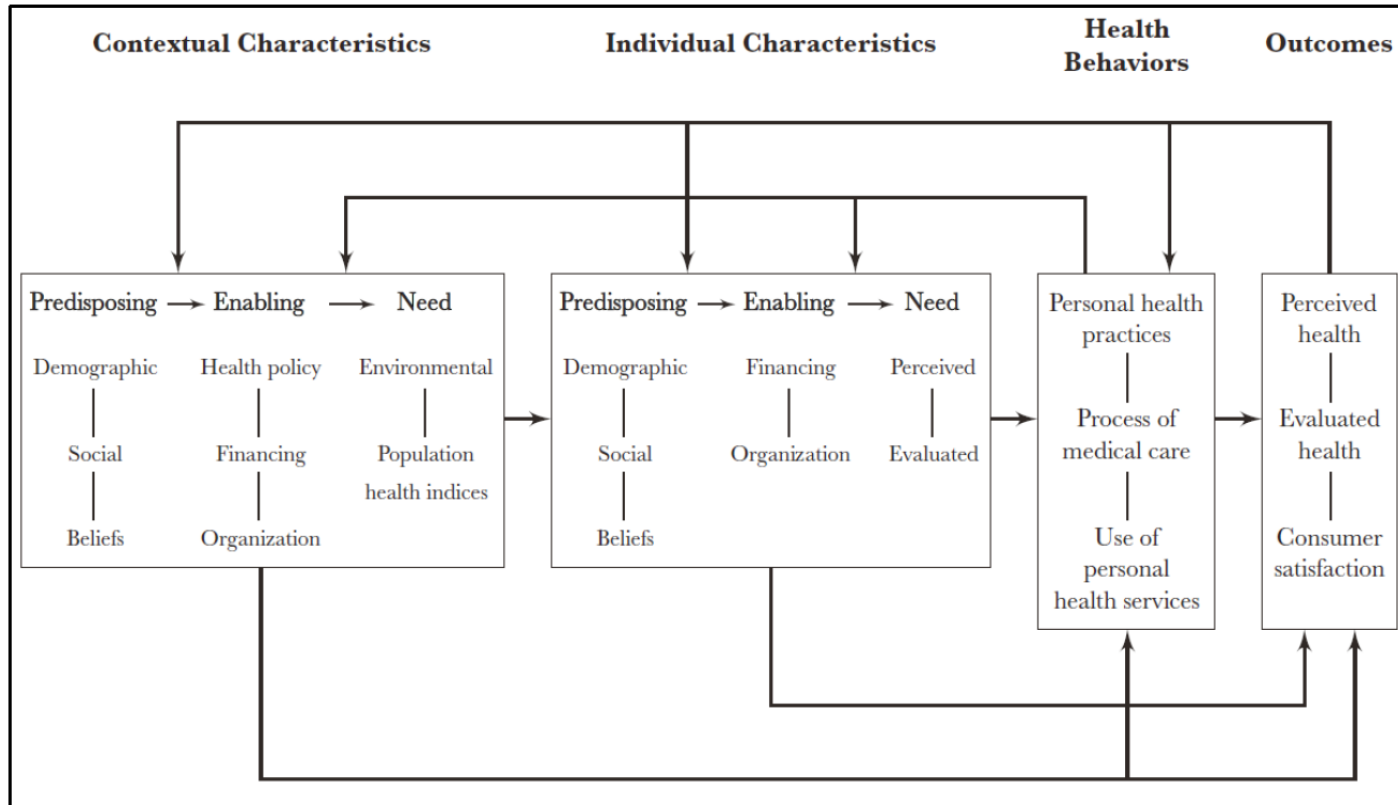 Contextual Characteristics
Individual Characteristics
Health
Behaviors
Outcomes
Predisposing Enabling Need
Demographic
Social
Beliefs
Health policy
Financing
Organization
Environmental
Population
health indices
Predisposing Enabling Need
Demographic
Social
Beliefs
Financing
Organization
Perceived
Evaluated
Personal health
practices
Process of
medical care
Use of
personal
health services
Perceived
health
Evaluated
health
Consumer
satisfaction